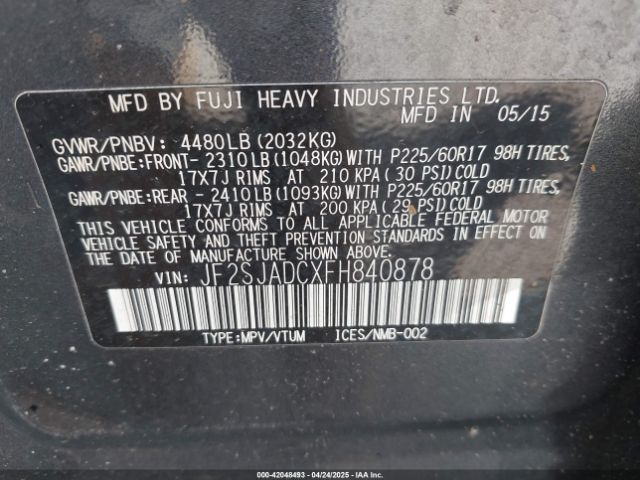 MFD BY FUJI HEAVY INDUSTRIES LTD.
MFD IN 05/15
GVWR/PNBV: 4480LB (2032KG)
GAWR/PNBE:FRONT- 2310LB (1048KG) WITH P225/60R17 98H TIRES,
17X7J RIMS AT 210 KPA (30 PSI) COLD
GAWR/PNBE:REAR - 2410LB (1093KG) WITH P225/60R17 98H TIRES,
17X7J RIMS AT 200 KPA (29 PSI) COLD
THIS VEHICLE CONFORMS TO ALL APPLICABLE FEDERAL MOTOR
VEHICLE SAFETY AND THEFT PREVENTION STANDARDS IN EFFECT ON
THE DATE OF MANUFACTURE SHOWN ABOVE.
VIN: JF2SJADCXFH840878
TYPE:MPV/VTUM ICES/NMB-002
000-42048493 - 04/24/2025 - IAAI.COM